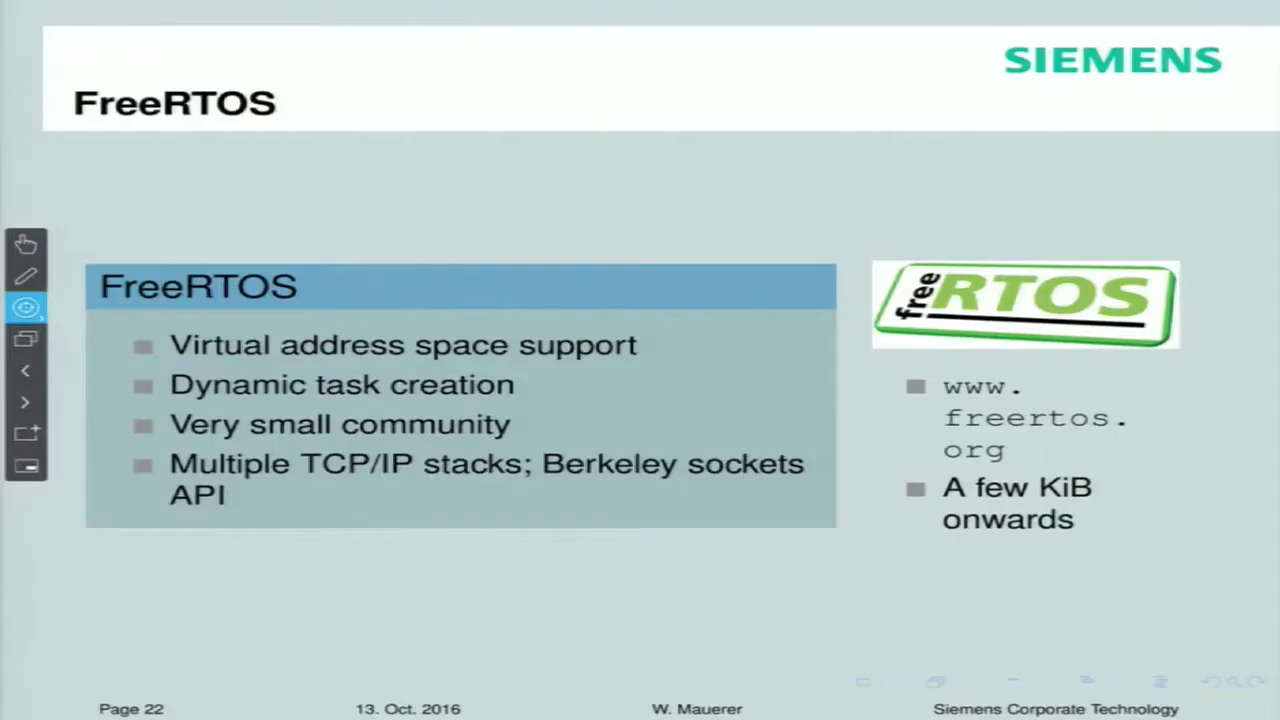 SIEMENS
FreeRTOS
FreeRTOS
Virtual address space support
Dynamic task creation
Very small community
Multiple TCP/IP stacks; Berkeley sockets
API
free RTOS
www.
freertos.
org
A few KiB
onwards
Page 22
13. Oct. 2016
W. Mauerer
Siemens Corporate Technology